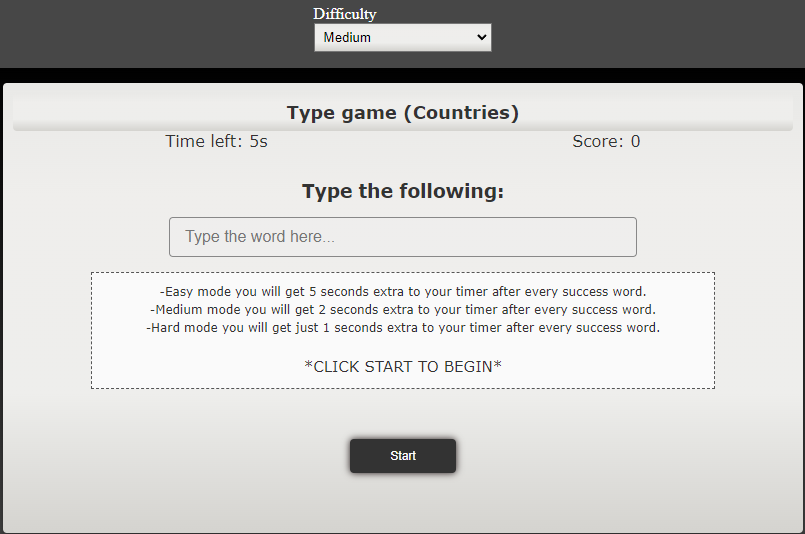 Difficulty
Medium
Type game (Countries)
Time left: 5s Score: 0
Type the following:
Type the word here...
-Easy mode you will get 5 seconds extra to your timer after every success word.
-Medium mode you will get 2 seconds extra to your timer after every success word.
-Hard mode you will get just 1 seconds extra to your timer after every success word.
*CLICK START TO BEGIN*
Start